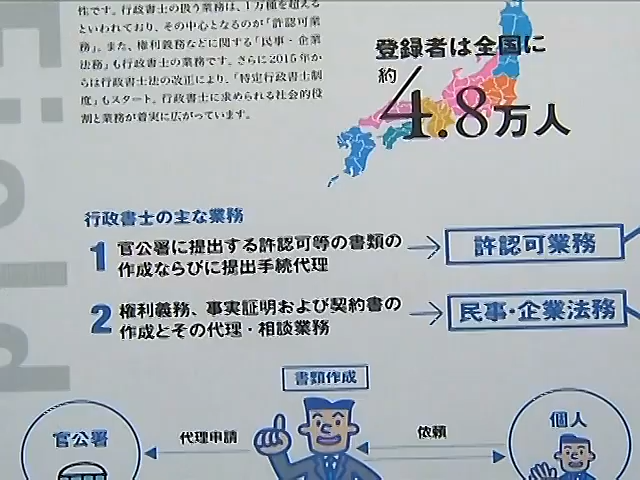 性です。行政書士の扱う業務は、1万種を超える
といわれており、その中心となるのが「許認可業
務」。また、権利義務などに関する「民事・企業
法務」も行政書士の業務です。さらに2015年か
らは行政書士法の改正により、「特定行政書士制
度」もスタート。行政書士に求められる社会的役
割と業務が着実に広がっています。
登録者は全国に
約
4.8万人
行政書士の主な業務
1 官公署に提出する許認可等の書類の
作成ならびに提出手続代理
許認可業務
2 権利義務、事実証明および契約書の
作成とその代理・相談業務
民事・企業法務
書類作成
官公署
代理申請
依頼
個人
Field